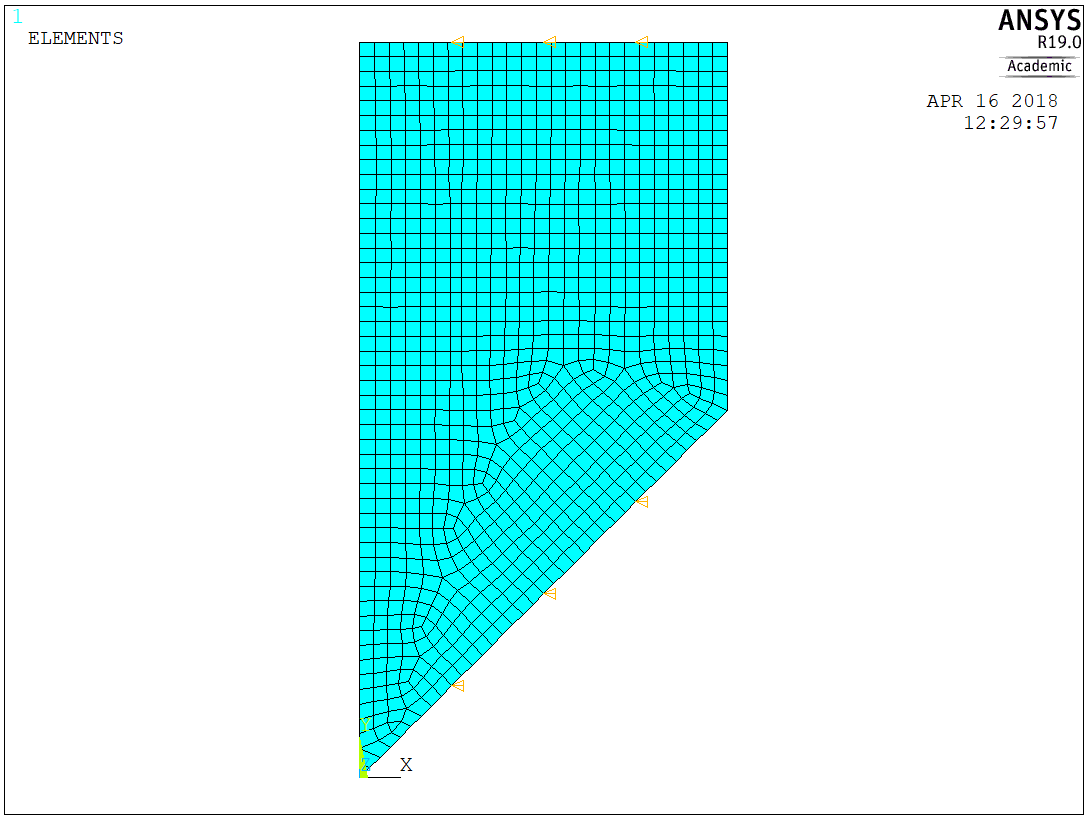 1
ELEMENTS
ANSYS
R19.0
Academic
APR 16 2018
12:29:57
Y
Z X